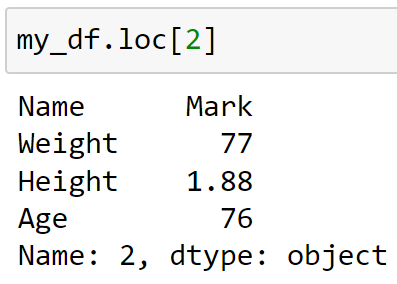 my_df.loc[2]
Name Mark
Weight 77
Height 1.88
Age 76
Name: 2, dtype: object